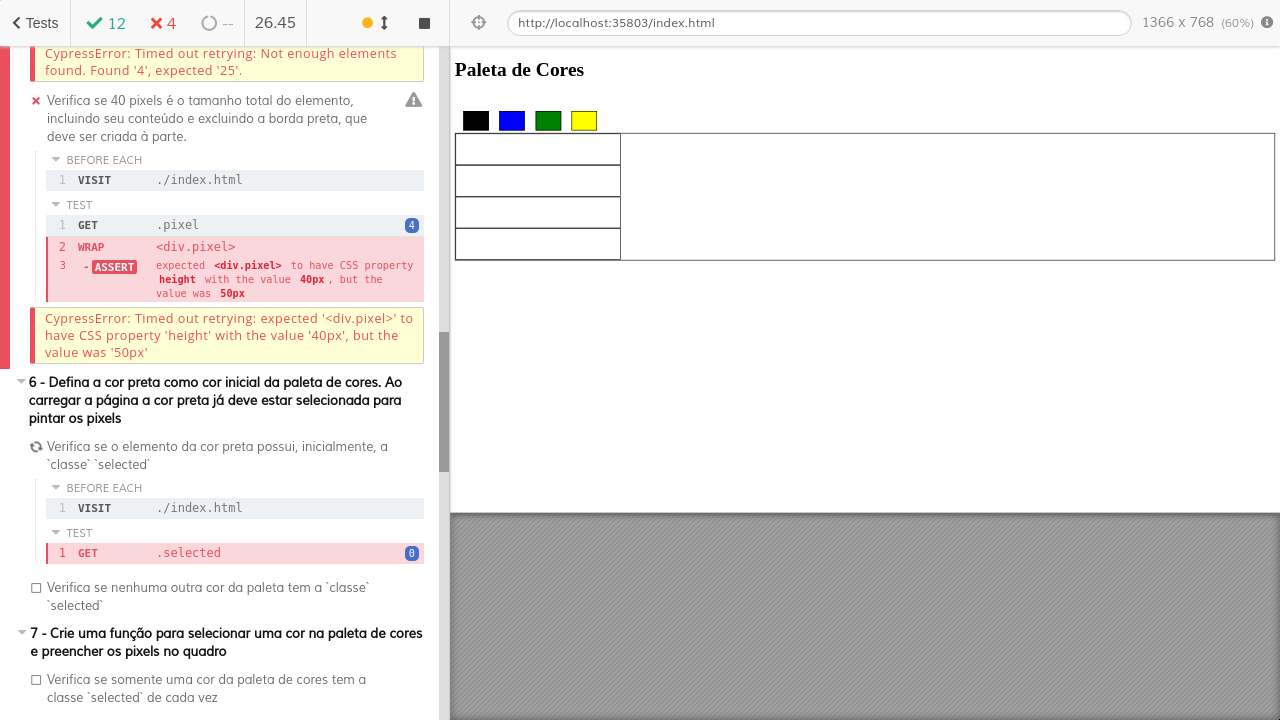 Tests 12 4 -- 26.45 http://localhost:35803/index.html 1366 x 768 (60%)
CypressError: Timed out retrying: Not enough elements
found. Found '4', expected '25'.
Verifica se 40 pixels é o tamanho total do elemento,
incluindo seu conteúdo e excluindo a borda preta, que
deve ser criada à parte.
BEFORE EACH
1 VISIT ./index.html
TEST
1 GET .pixel 4
2 WRAP <div.pixel>
3 -ASSERT expected <div.pixel> to have CSS property
height with the value 40px, but the
value was 50px
CypressError: Timed out retrying: expected '<div.pixel>' to
have CSS property 'height' with the value '40px', but the
value was '50px'
6 - Defina a cor preta como cor inicial da paleta de cores. Ao
carregar a página a cor preta já deve estar selecionada para
pintar os pixels
Verifica se o elemento da cor preta possui, inicialmente, a
`classe` `selected`
BEFORE EACH
1 VISIT ./index.html
TEST
1 GET .selected 0
Verifica se nenhuma outra cor da paleta tem a `classe`
`selected`
7 - Crie uma função para selecionar uma cor na paleta de cores
e preencher os pixels no quadro
Verifica se somente uma cor da paleta de cores tem a
classe `selected` de cada vez
Paleta de Cores